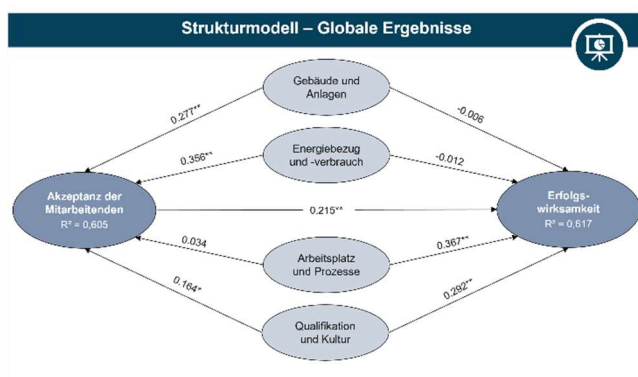 Strukturmodell – Globale Ergebnisse
Gebäude und
Anlagen
0.277**
-0.006
Energiebezug
und -verbrauch
0.356**
-0.012
Akzeptanz der
Mitarbeitenden
R² = 0,605
0.215**
Erfolgs-
wirksamkeit
R² = 0,617
0.034
Arbeitsplatz
und Prozesse
0.367**
0.164*
Qualifikation
und Kultur
0.292**